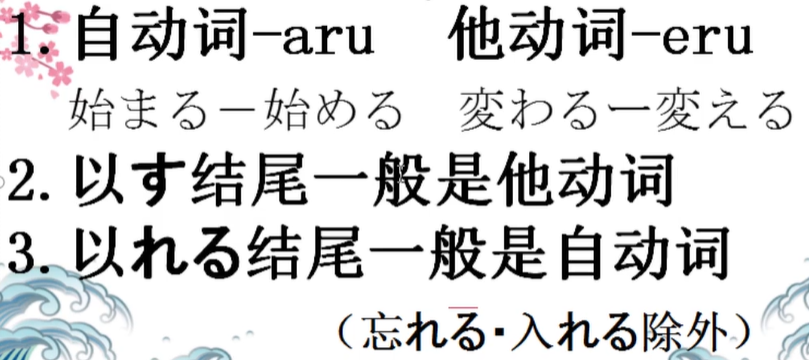 1. 自动词-aru 他动词-eru
始まる－始める 変わるー変える
2. 以す结尾一般是他动词
3. 以れる结尾一般是自动词
（忘れる・入れる除外）